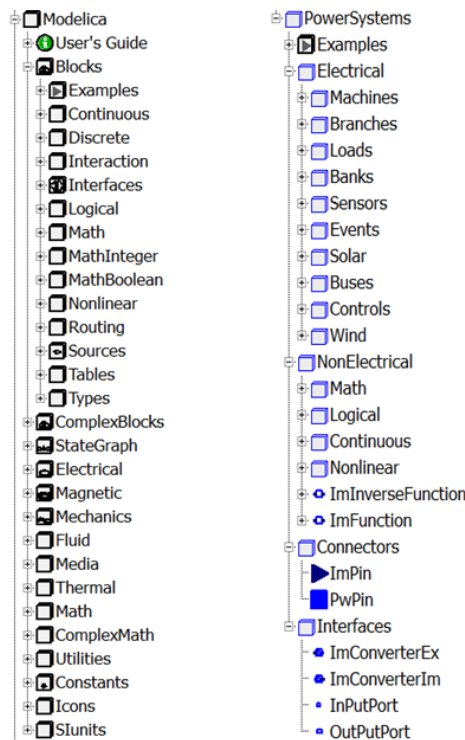 Modelica
User's Guide
Blocks
Examples
Continuous
Discrete
Interaction
Interfaces
Logical
Math
MathInteger
MathBoolean
Nonlinear
Routing
Sources
Tables
Types
ComplexBlocks
StateGraph
Electrical
Magnetic
Mechanics
Fluid
Media
Thermal
Math
ComplexMath
Utilities
Constants
Icons
SIunits
PowerSystems
Examples
Electrical
Machines
Branches
Loads
Banks
Sensors
Events
Solar
Buses
Controls
Wind
NonElectrical
Math
Logical
Continuous
Nonlinear
ImInverseFunction
ImFunction
Connectors
ImPin
PwPin
Interfaces
ImConverterEx
ImConverterIm
InPutPort
OutPutPort